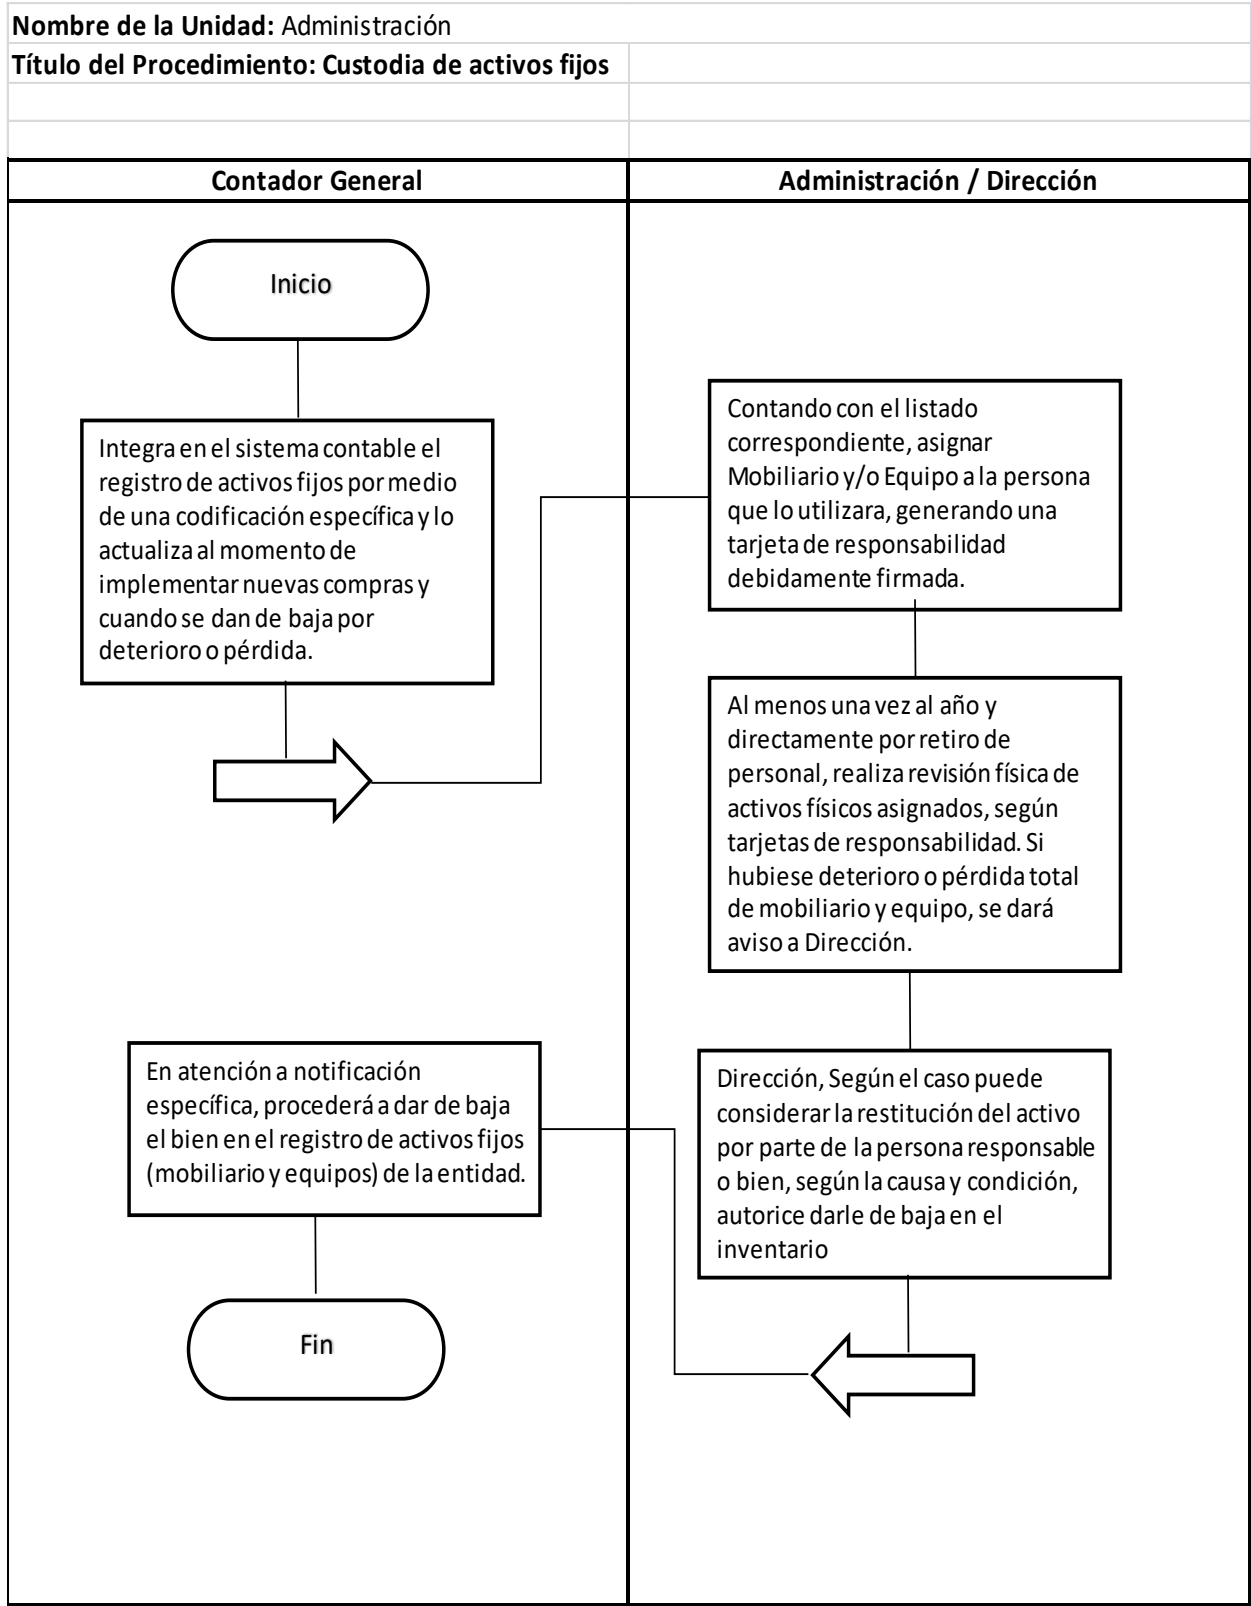 Nombre de la Unidad: Administración
Título del Procedimiento: Custodia de activos fijos
Contador General
Administración / Dirección
Inicio
Integra en el sistema contable el
registro de activos fijos por medio
de una codificación específica y lo
actualiza al momento de
implementar nuevas compras y
cuando se dan de baja por
deterioro o pérdida.
Contando con el listado
correspondiente, asignar
Mobiliario y/o Equipo a la persona
que lo utilizara, generando una
tarjeta de responsabilidad
debidamente firmada.
Al menos una vez al año y
directamente por retiro de
personal, realiza revisión física de
activos físicos asignados, según
tarjetas de responsabilidad. Si
hubiese deterioro o pérdida total
de mobiliario y equipo, se dará
aviso a Dirección.
Dirección, Según el caso puede
considerar la restitución del activo
por parte de la persona responsable
o bien, según la causa y condición,
autorice darle de baja en el
inventario
En atención a notificación
específica, procederá a dar de baja
el bien en el registro de activos fijos
(mobiliario y equipos) de la entidad.
Fin